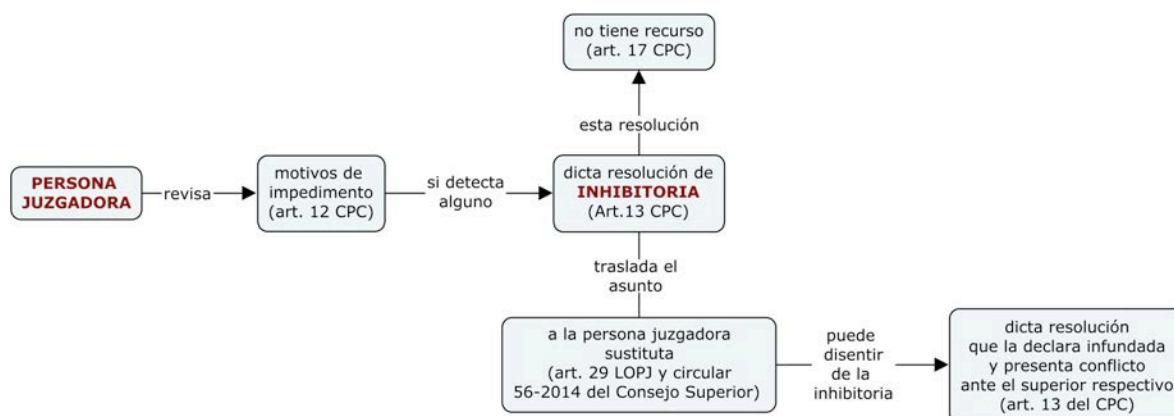 PERSONA
JUZGADORA
revisa
motivos de
impedimento
(art. 12 CPC)
si detecta
alguno
dicta resolución de
INHIBITORIA
(Art.13 CPC)
esta resolución
no tiene recurso
(art. 17 CPC)
traslada el
asunto
a la persona juzgadora
sustituta
(art. 29 LOPJ y circular
56-2014 del Consejo Superior)
puede
disentir
de la
inhibitoria
dicta resolución
que la declara infundada
y presenta conflicto
ante el superior respectivo
(art. 13 del CPC)